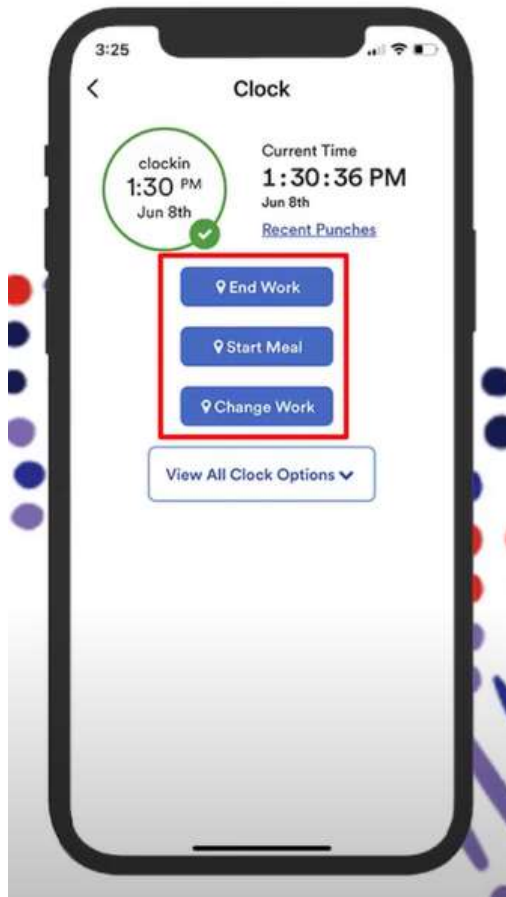 3:25
Clock
clockin
1:30 PM
Jun 8th
Current Time
1:30:36 PM
Jun 8th
Recent Punches
End Work
Start Meal
Change Work
View All Clock Options